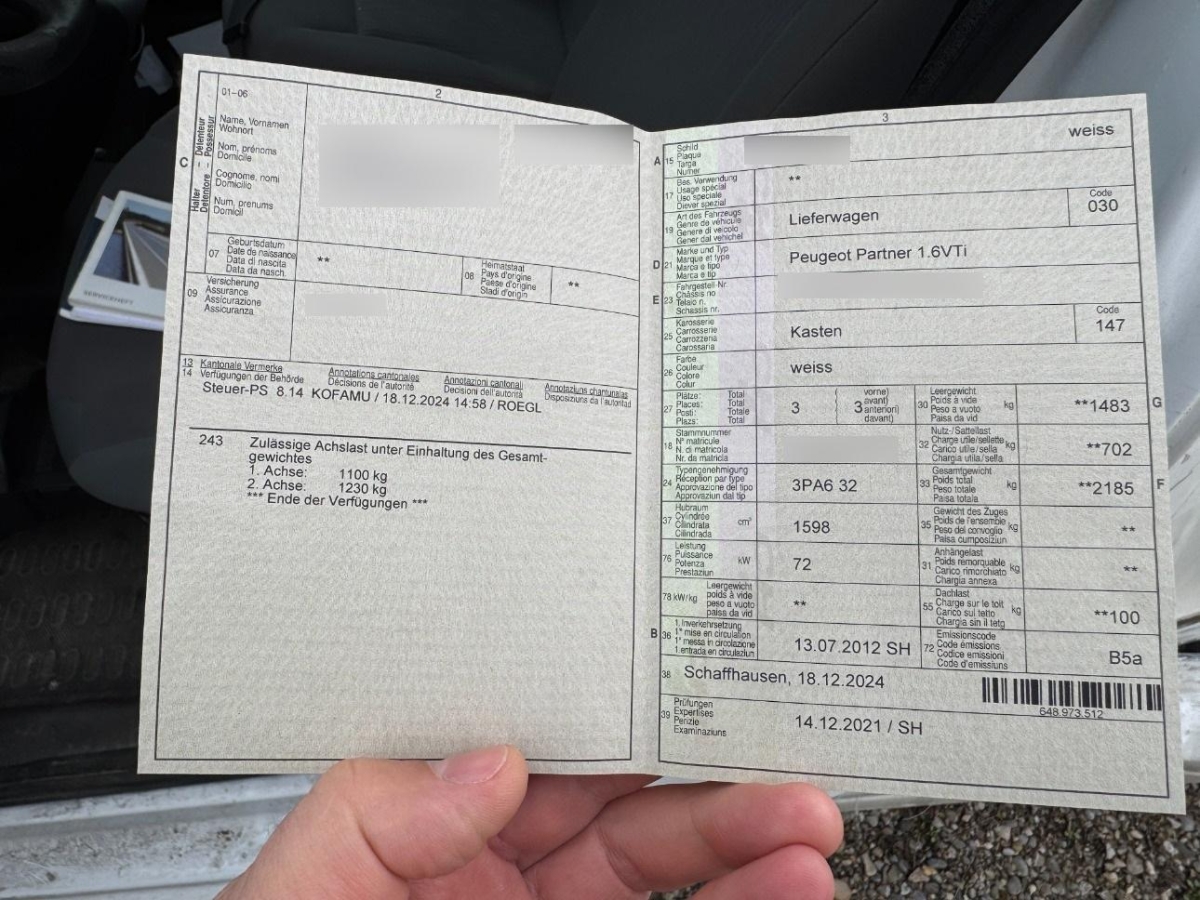 01-06
2
C
Halter – Détenteur
Detentore – Possessur
Name, Vornamen
Wohnort
Nom, prénoms
Domicile
Cognome, nomi
Domicilio
Num, prenums
Domicil
07
Geburtsdatum
Date de naissance
Data di nascita
Data da nasch.
**
08
Heimatstaat
Pays d'origine
Paese d'origine
Stadi d'origin
**
09
Versicherung
Assurance
Assicurazione
Assicuranza
13 Kantonale Vermerke
Annotations cantonales
Annotazioni cantonali
Annotaziuns chantunalas
14 Verfügungen der Behörde
Décisions de l'autorité
Decisioni dell'autorità
Disposiziuns da l'autoritad
Steuer-PS 8.14 KOFAMU / 18.12.2024 14:58 / ROEGL
243 Zulässige Achslast unter Einhaltung des Gesamt-
gewichtes
1. Achse: 1100 kg
2. Achse: 1230 kg
*** Ende der Verfügungen ***
3
A
15
Schild
Plaque
Targa
Numer
weiss
17
Bes. Verwendung
Usage spécial
Uso speciale
Diever spezial
**
19
Art des Fahrzeugs
Genre de véhicule
Genere di veicolo
Gener dal vehichel
Lieferwagen
Code
030
D
21
Marke und Typ
Marque et type
Marca e tipo
Marca e tip
Peugeot Partner 1.6VTi
E
23
Fahrgestell-Nr.
Châssis no
Telaio n.
Schassis nr.
25
Karosserie
Carrosserie
Carrozzeria
Carossaria
Kasten
Code
147
26
Farbe
Couleur
Colore
Colur
weiss
27
Plätze: Total
Places: Total
Posti: Totale
Plazs: Total
3
vorne)
avant)
3 anteriori)
davant)
30
Leergewicht
Poids à vide
Peso a vuoto
Paisa da vid
kg
**1483
G
18
Stammnummer
N° matricule
N. di matricola
Nr. da matricla
32
Nutz-/Sattellast
Charge utile/sellette
Carico utile/sella
Chargia utila/sella
kg
**702
24
Typengenehmigung
Réception par type
Approvazione del tipo
Approvaziun dal tip
3PA6 32
33
Gesamtgewicht
Poids total
Peso totale
Paisa totala
kg
**2185
F
37
Hubraum
Cylindrée
Cilindrata
Cilindrada
cm³
1598
35
Gewicht des Zuges
Poids de l'ensemble
Peso del convoglio
Paisa cumposiziun
kg
**
76
Leistung
Puissance
Potenza
Prestaziun
kW
72
31
Anhängelast
Poids remorquable
Carico rimorchiato
Chargia annexa
kg
**
78 kW/kg
Leergewicht
poids à vide
peso a vuoto
paisa da vid
**
55
Dachlast
Charge sur le toit
Carico sul tetto
Chargia sin il tetg
kg
**100
B
36
1. Inverkehrsetzung
1re mise en circulation
1a messa in circolazione
1. entrada en circulaziun
13.07.2012 SH
72
Emissionscode
Code émissions
Codice emissioni
Code d'emissiuns
B5a
38
Schaffhausen, 18.12.2024
648.973.512
39
Prüfungen
Expertises
Perizie
Examinaziuns
14.12.2021 / SH
SERVICEHEFT